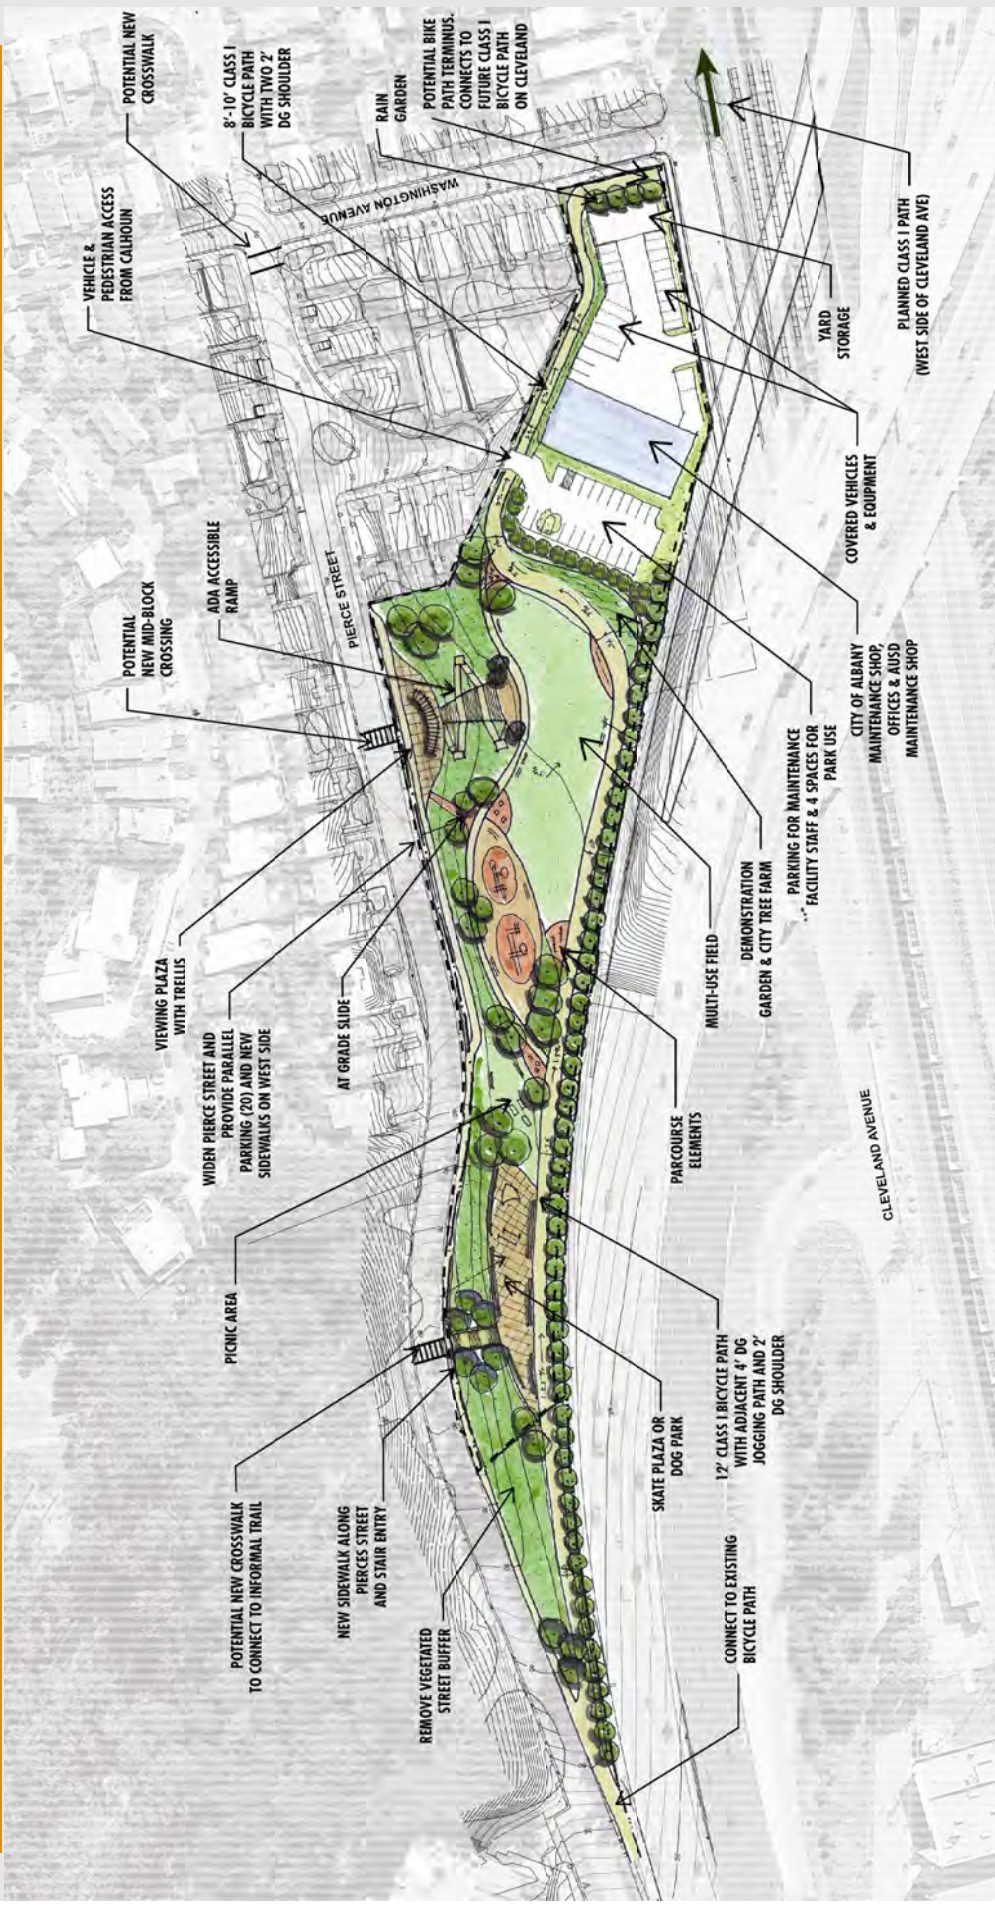 POTENTIAL NEW
CROSSWALK
8'-10' CLASS I
BICYCLE PATH
WITH TWO 2'
DG SHOULDER
RAIN
GARDEN
POTENTIAL BIKE
PATH TERMINUS.
CONNECTS TO
FUTURE CLASS I
BICYCLE PATH
ON CLEVELAND
VEHICLE &
PEDESTRIAN ACCESS
FROM CALHOUN
WASHINGTON AVENUE
PLANNED CLASS I PATH
(WEST SIDE OF CLEVELAND AVE)
YARD
STORAGE
COVERED VEHICLES
& EQUIPMENT
CITY OF ALBANY
MAINTENANCE SHOP,
OFFICES & AUSD
MAINTENANCE SHOP
PARKING FOR MAINTENANCE
FACILITY STAFF & 4 SPACES FOR
PARK USE
DEMONSTRATION
GARDEN & CITY TREE FARM
MULTI-USE FIELD
PIERCE STREET
ADA ACCESSIBLE
RAMP
POTENTIAL
NEW MID-BLOCK
CROSSING
VIEWING PLAZA
WITH TRELLIS
WIDEN PIERCE STREET AND
PROVIDE PARALLEL
PARKING (20) AND NEW
SIDEWALKS ON WEST SIDE
AT GRADE SLIDE
PARCOURSE
ELEMENTS
PICNIC AREA
CLEVELAND AVENUE
12' CLASS I BICYCLE PATH
WITH ADJACENT 4' DG
JOGGING PATH AND 2'
DG SHOULDER
SKATE PLAZA OR
DOG PARK
POTENTIAL NEW CROSSWALK
TO CONNECT TO INFORMAL TRAIL
NEW SIDEWALK ALONG
PIERCES STREET
AND STAIR ENTRY
REMOVE VEGETATED
STREET BUFFER
CONNECT TO EXISTING
BICYCLE PATH